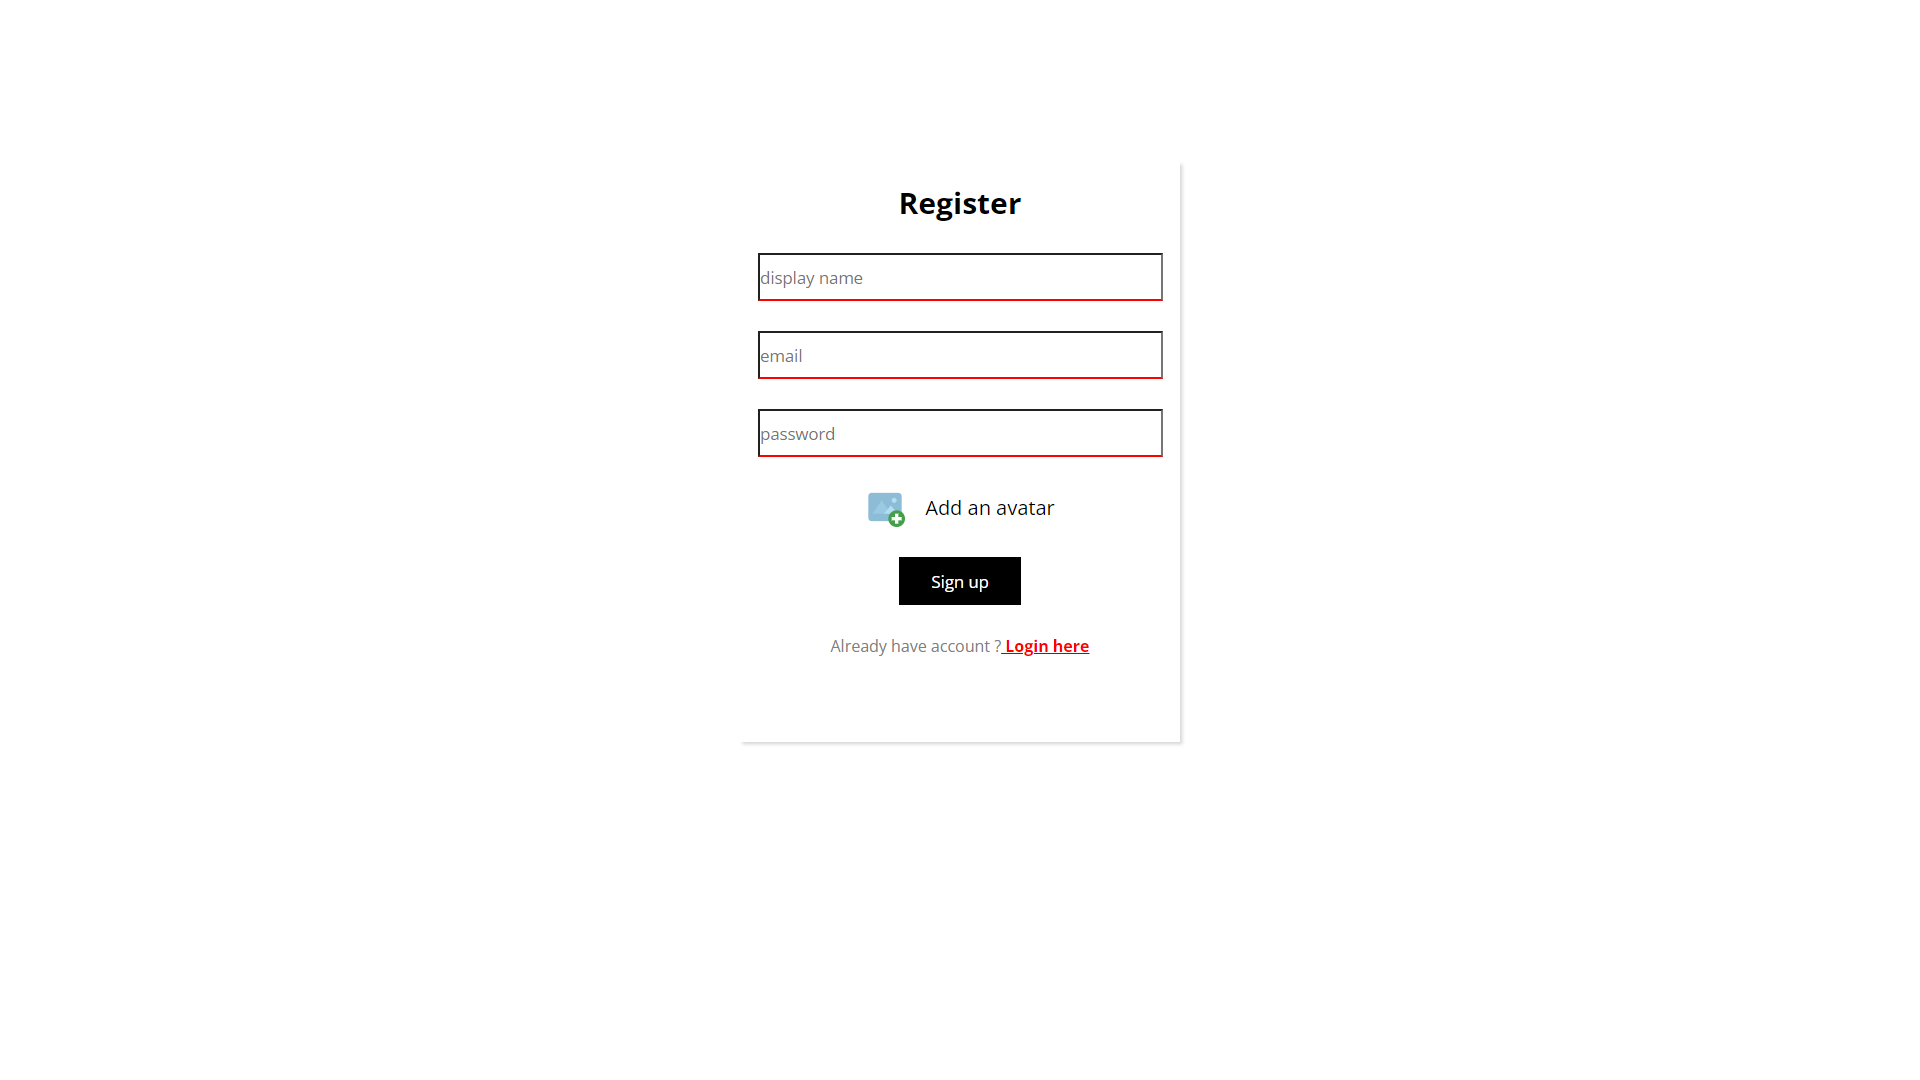 Register
display name
email
password
Add an avatar
Sign up
Already have account ? Login here